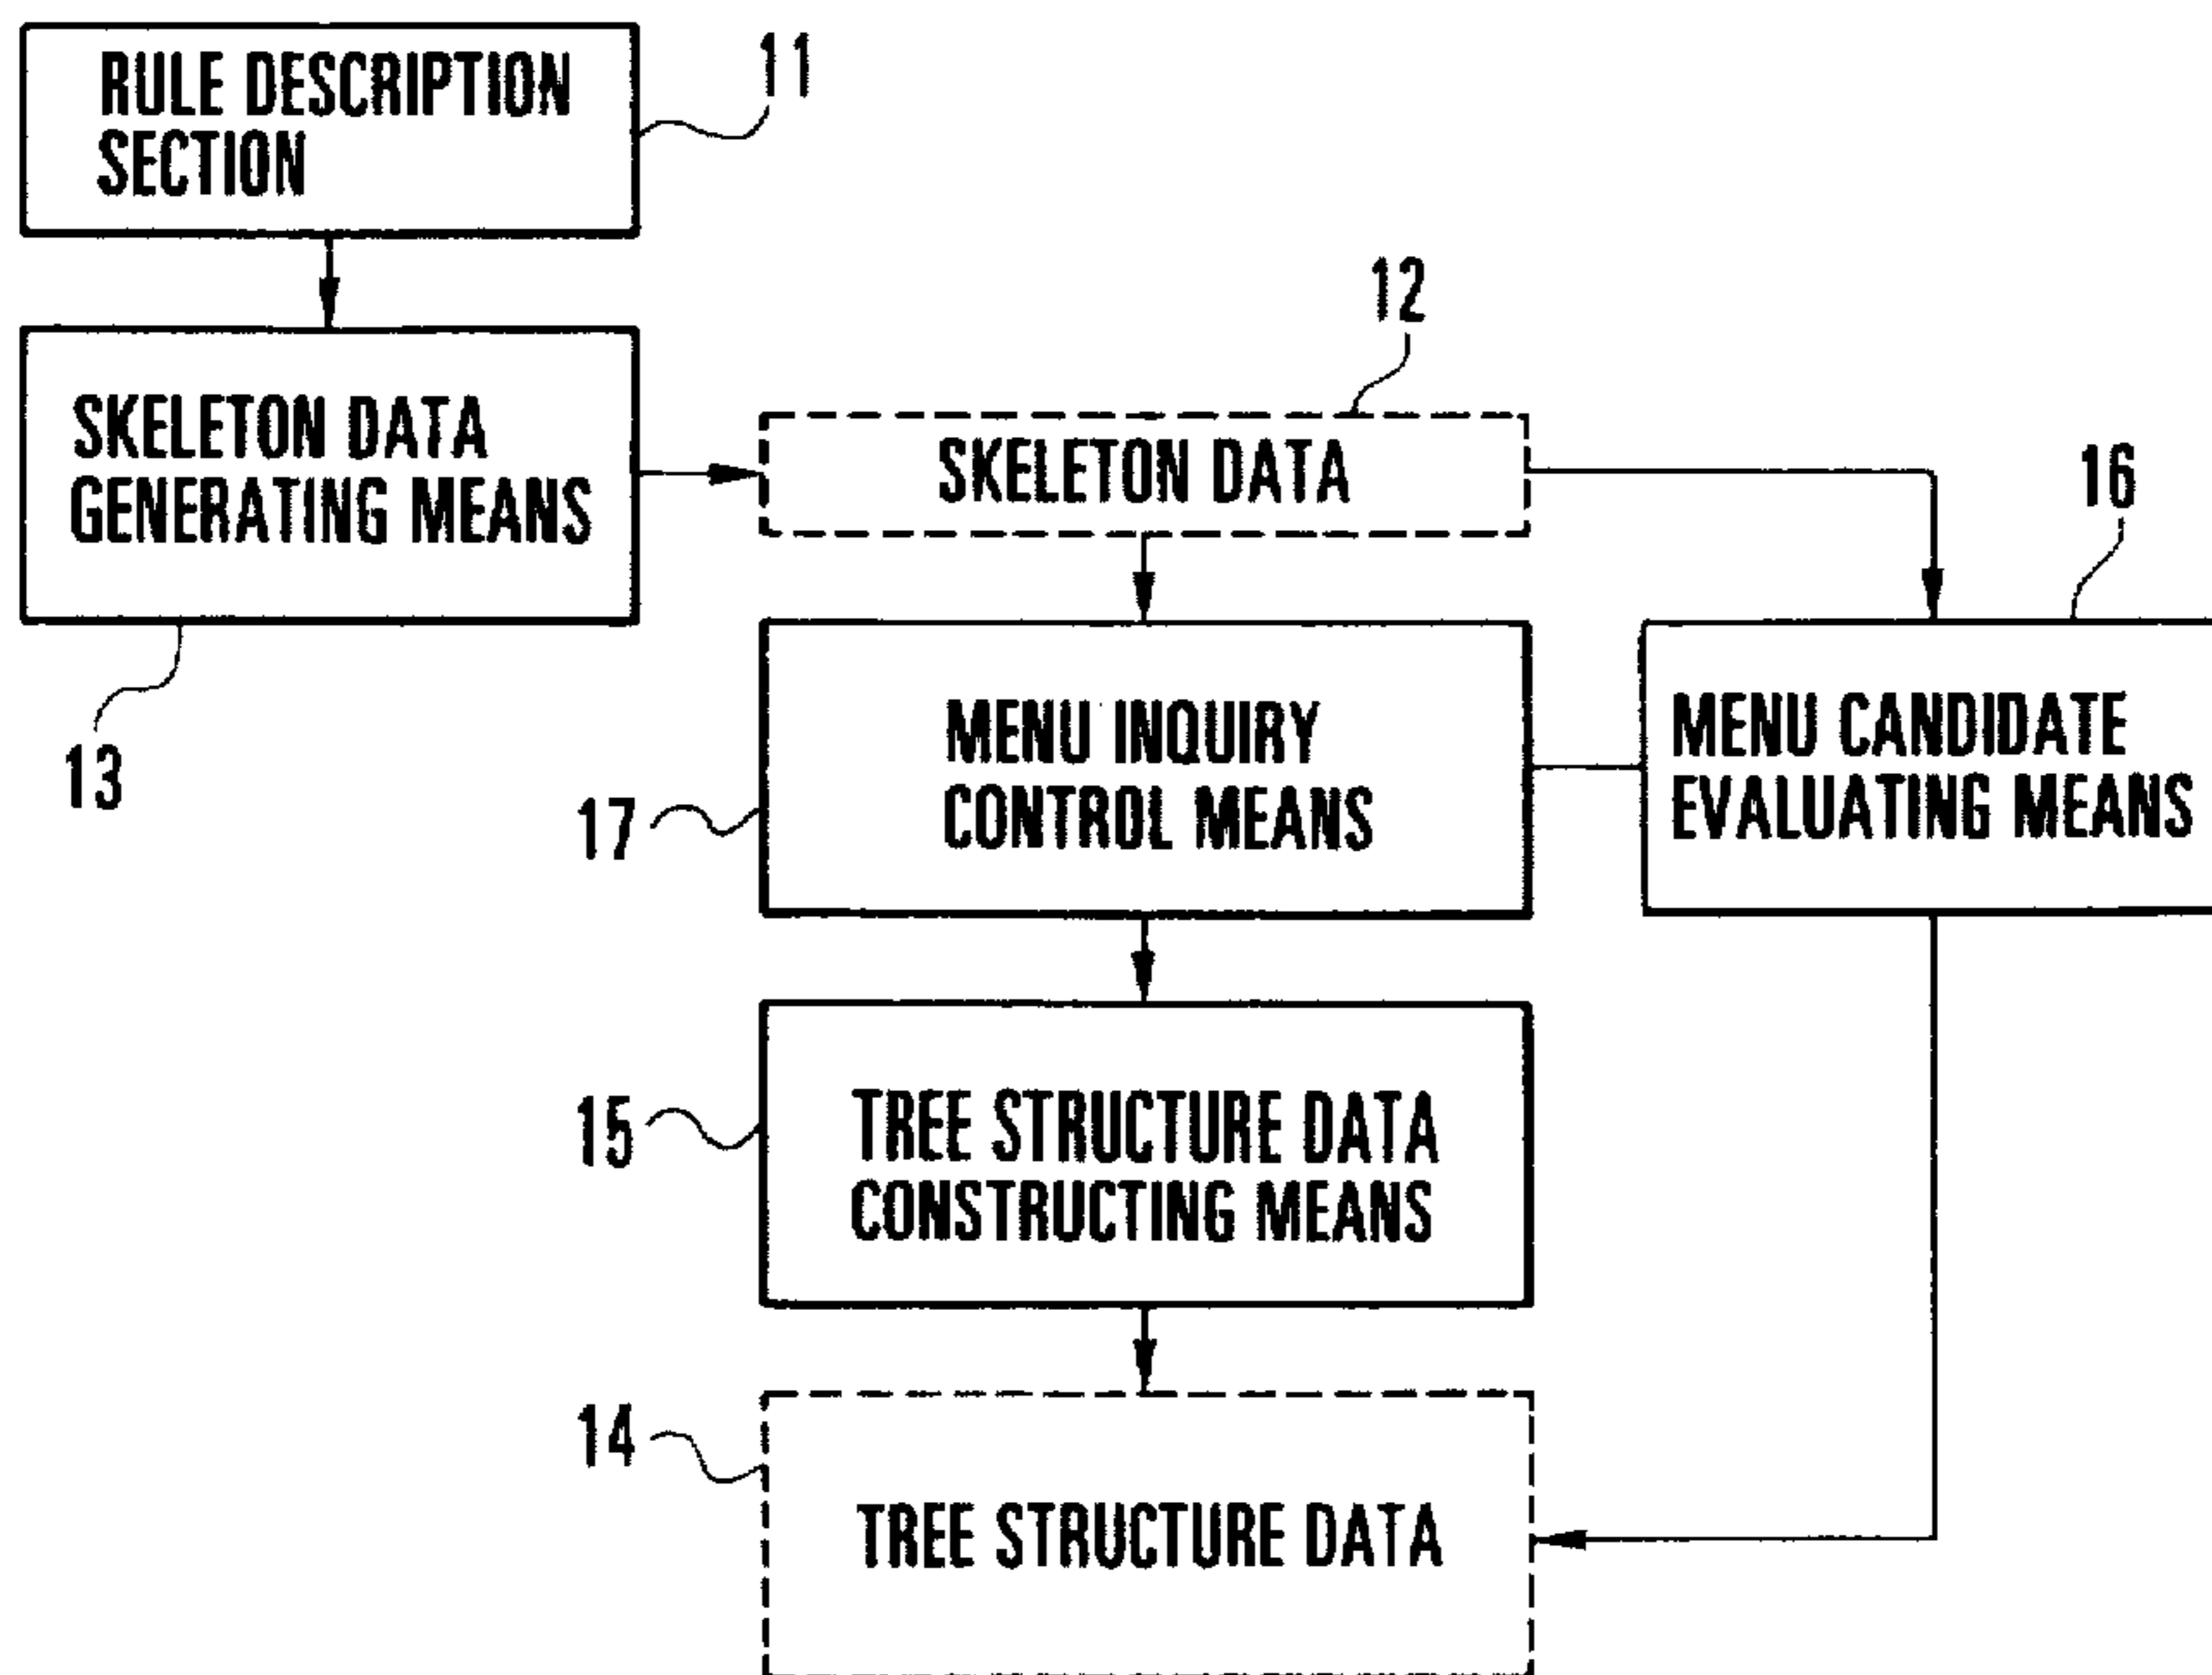 RULE DESCRIPTION
SECTION
11
SKELETON DATA
GENERATING MEANS
13
12
SKELETON DATA
16
MENU INQUIRY
CONTROL MEANS
17
MENU CANDIDATE
EVALUATING MEANS
15
TREE STRUCTURE DATA
CONSTRUCTING MEANS
14
TREE STRUCTURE DATA